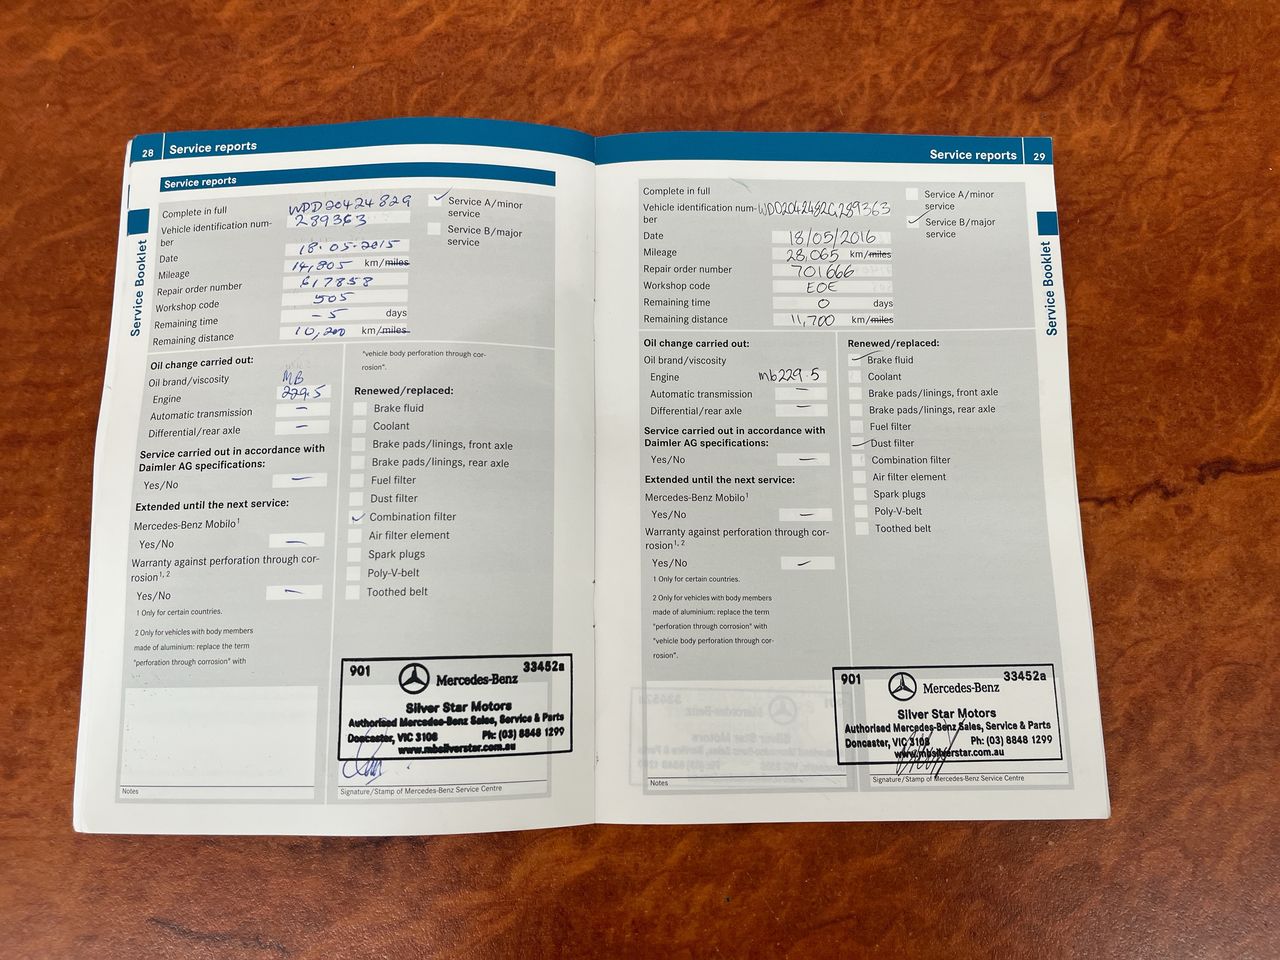 28 Service reports
Service reports
Complete in full
Vehicle identification num-
ber
WDD20424829
289363
Date 18.05.2015
Mileage 14,805 km/miles
Repair order number 617858
Workshop code 505
Remaining time -5 days
Remaining distance 10,200 km/miles
✓ Service A/minor
service
Service B/major
service
Oil change carried out:
Oil brand/viscosity MB
Engine 229.5
Automatic transmission –
Differential/rear axle –
Service carried out in accordance with
Daimler AG specifications:
Yes/No –
Extended until the next service:
Mercedes-Benz Mobilo¹
Yes/No –
Warranty against perforation through cor-
rosion¹,²
Yes/No –
1 Only for certain countries.
2 Only for vehicles with body members
made of aluminium: replace the term
"perforation through corrosion" with
"vehicle body perforation through cor-
rosion".
Renewed/replaced:
Brake fluid
Coolant
Brake pads/linings, front axle
Brake pads/linings, rear axle
Fuel filter
Dust filter
✓ Combination filter
Air filter element
Spark plugs
Poly-V-belt
Toothed belt
901 33452a
Mercedes-Benz
Silver Star Motors
Authorised Mercedes-Benz Sales, Service & Parts
Doncaster, VIC 3108 Ph: (03) 8848 1299
www.mbsilverstar.com.au
Notes
Signature/Stamp of Mercedes-Benz Service Centre
Service Booklet
Service reports 29
Complete in full
Vehicle identification num- WDD2042482G289363
ber
Date 18/05/2016
Mileage 23,065 km/miles
Repair order number 701666
Workshop code EOE
Remaining time 0 days
Remaining distance 11,700 km/miles
Service A/minor
service
✓ Service B/major
service
Oil change carried out:
Oil brand/viscosity
Engine mb229.5
Automatic transmission –
Differential/rear axle –
Service carried out in accordance with
Daimler AG specifications:
Yes/No –
Extended until the next service:
Mercedes-Benz Mobilo¹
Yes/No –
Warranty against perforation through cor-
rosion¹,²
Yes/No –
1 Only for certain countries.
2 Only for vehicles with body members
made of aluminium: replace the term
"perforation through corrosion" with
"vehicle body perforation through cor-
rosion".
Renewed/replaced:
✓ Brake fluid
Coolant
Brake pads/linings, front axle
Brake pads/linings, rear axle
Fuel filter
✓ Dust filter
Combination filter
Air filter element
Spark plugs
Poly-V-belt
Toothed belt
901 33452a
Mercedes-Benz
Silver Star Motors
Authorised Mercedes-Benz Sales, Service & Parts
Doncaster, VIC 3108 Ph: (03) 8848 1299
www.mbsilverstar.com.au
Notes
Signature/Stamp of Mercedes-Benz Service Centre
Service Booklet